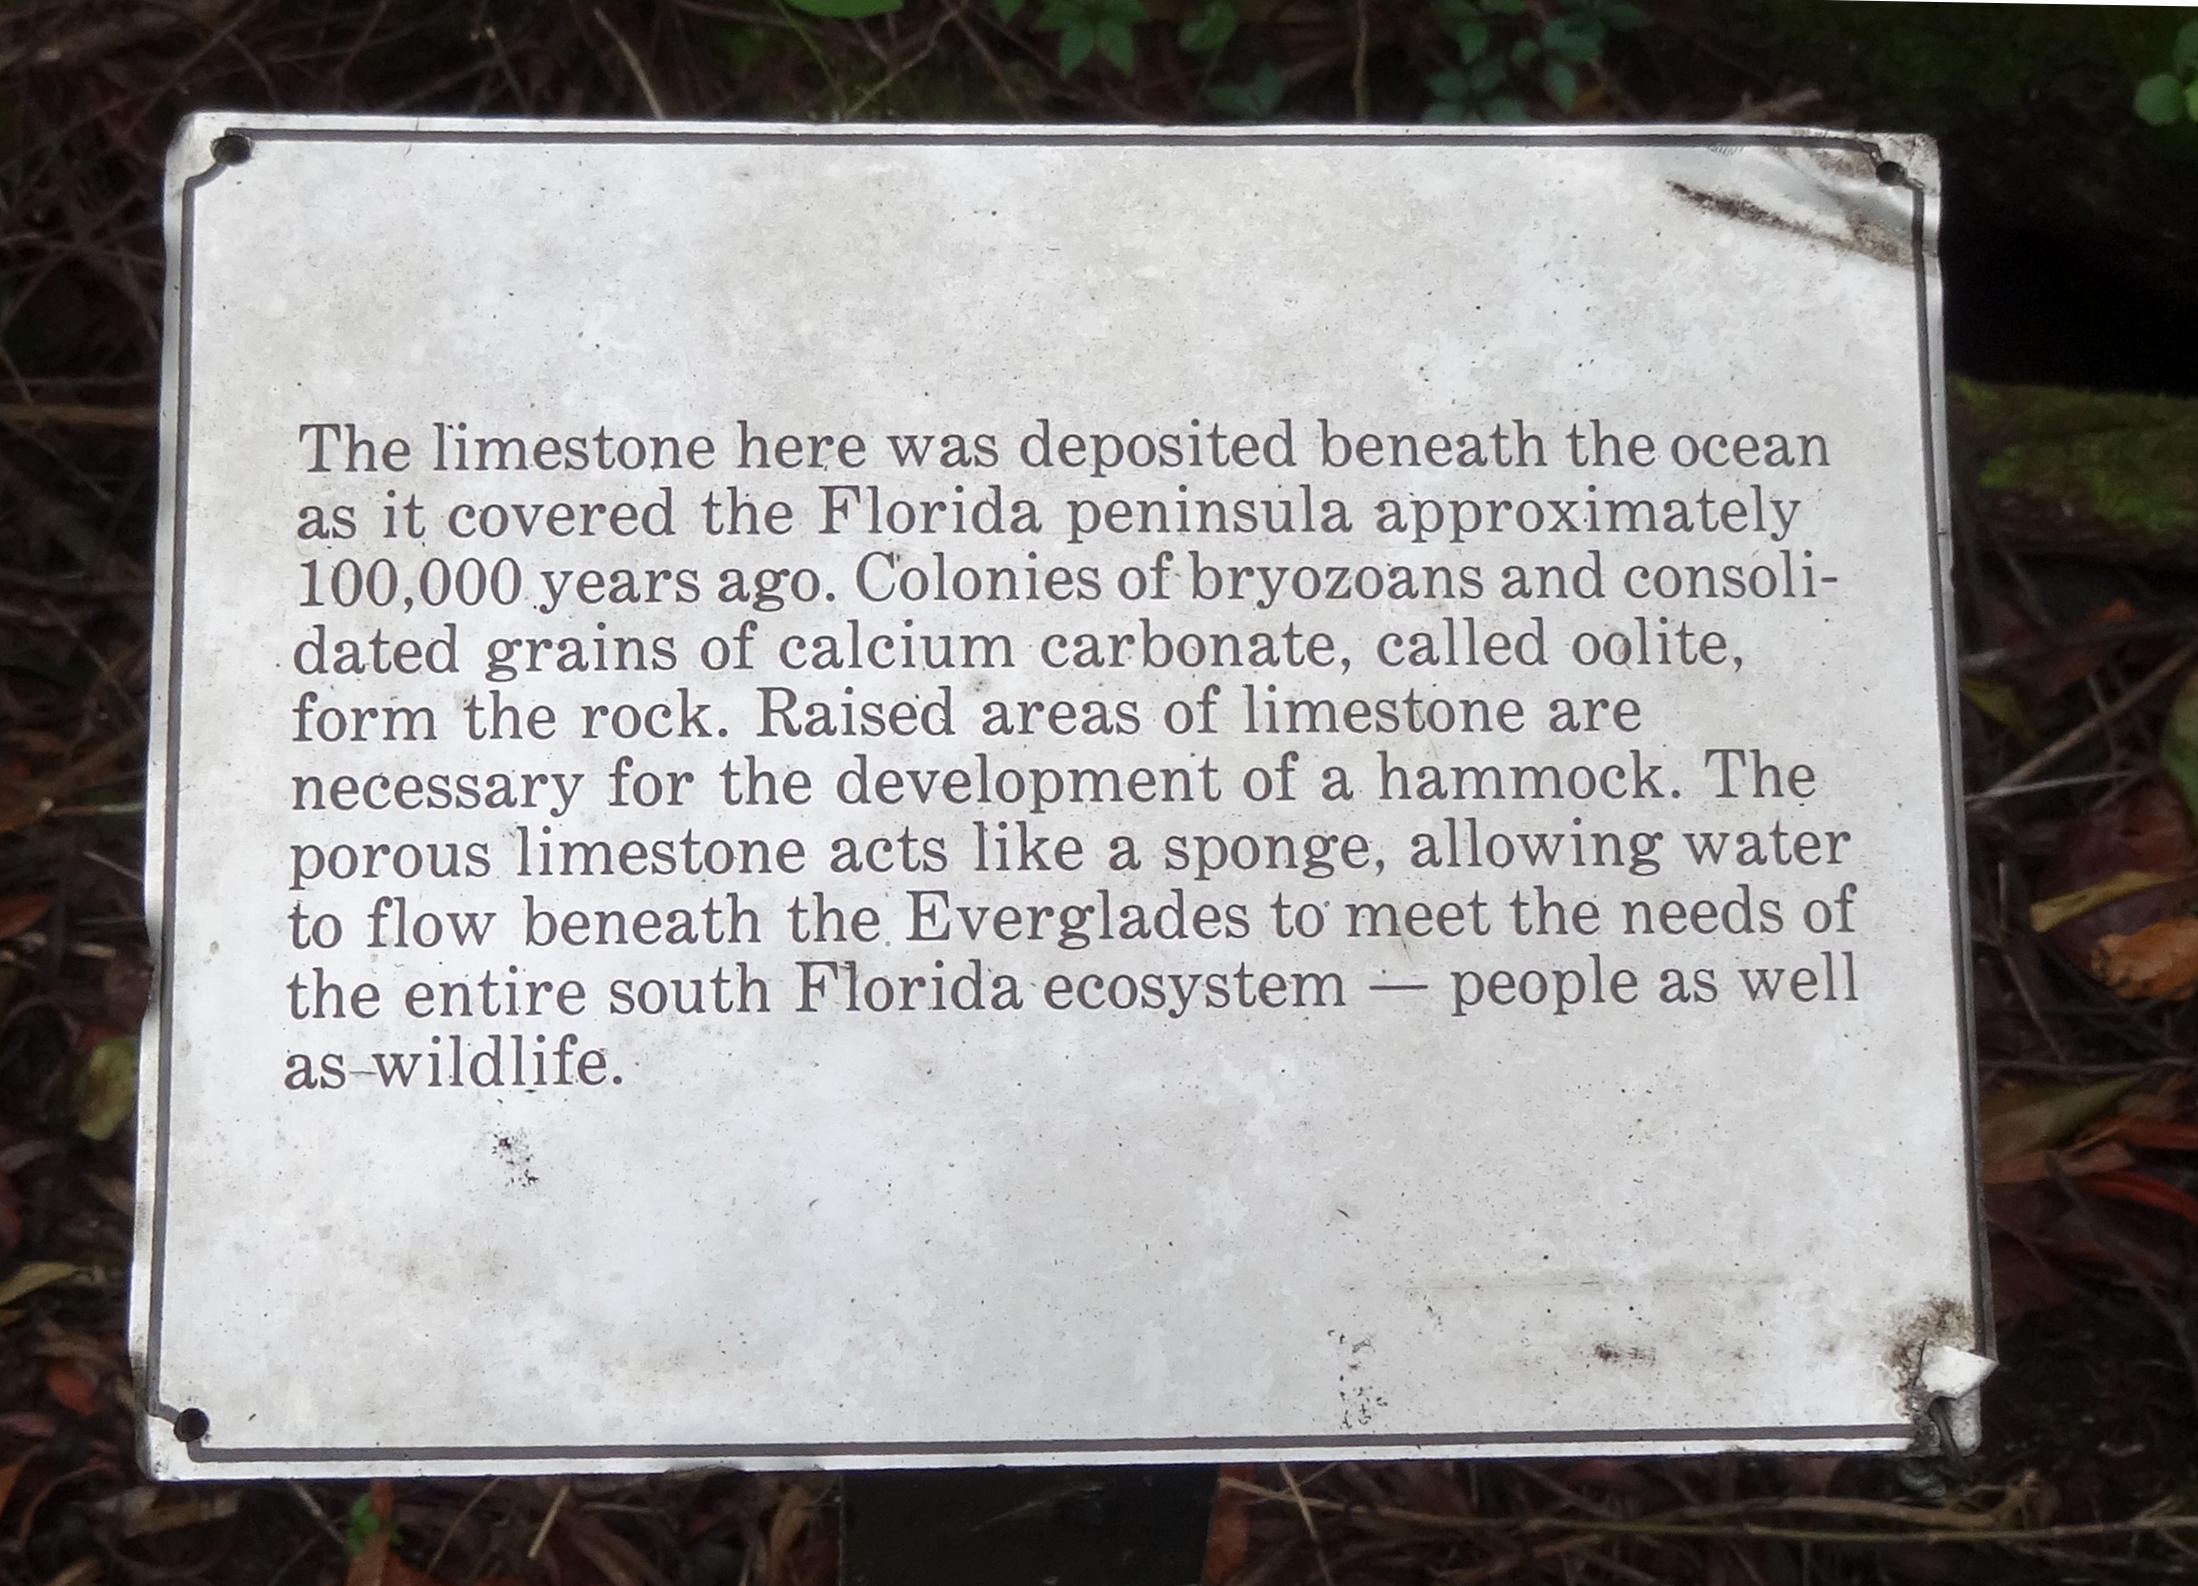 The limestone here was deposited beneath the ocean
as it covered the Florida peninsula approximately
100,000 years ago. Colonies of bryozoans and consoli-
dated grains of calcium carbonate, called oolite,
form the rock. Raised areas of limestone are
necessary for the development of a hammock. The
porous limestone acts like a sponge, allowing water
to flow beneath the Everglades to meet the needs of
the entire south Florida ecosystem — people as well
as wildlife.